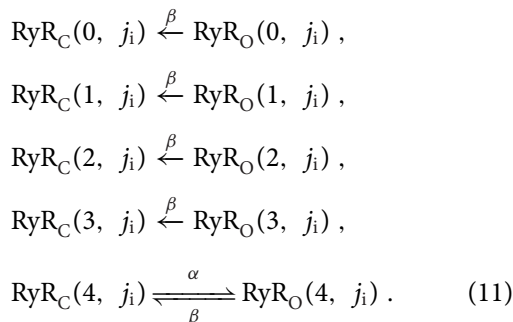 RyR_C(0, j_i) ←^β RyR_O(0, j_i) ,
RyR_C(1, j_i) ←^β RyR_O(1, j_i) ,
RyR_C(2, j_i) ←^β RyR_O(2, j_i) ,
RyR_C(3, j_i) ←^β RyR_O(3, j_i) ,
RyR_C(4, j_i) ⇌^α_β RyR_O(4, j_i) . (11)